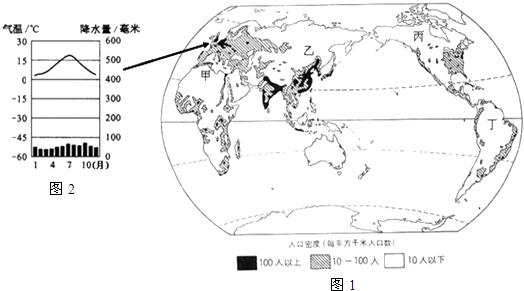 气温/℃ 降水量/毫米
30 600
15 500
0 400
-15 300
-30 200
-45 100
-60 0
1 4 7 10(月)
图2
甲
乙
丙
丁
人口密度(每平方千米人口数)
100人以上 10一100人 10人以下
图1